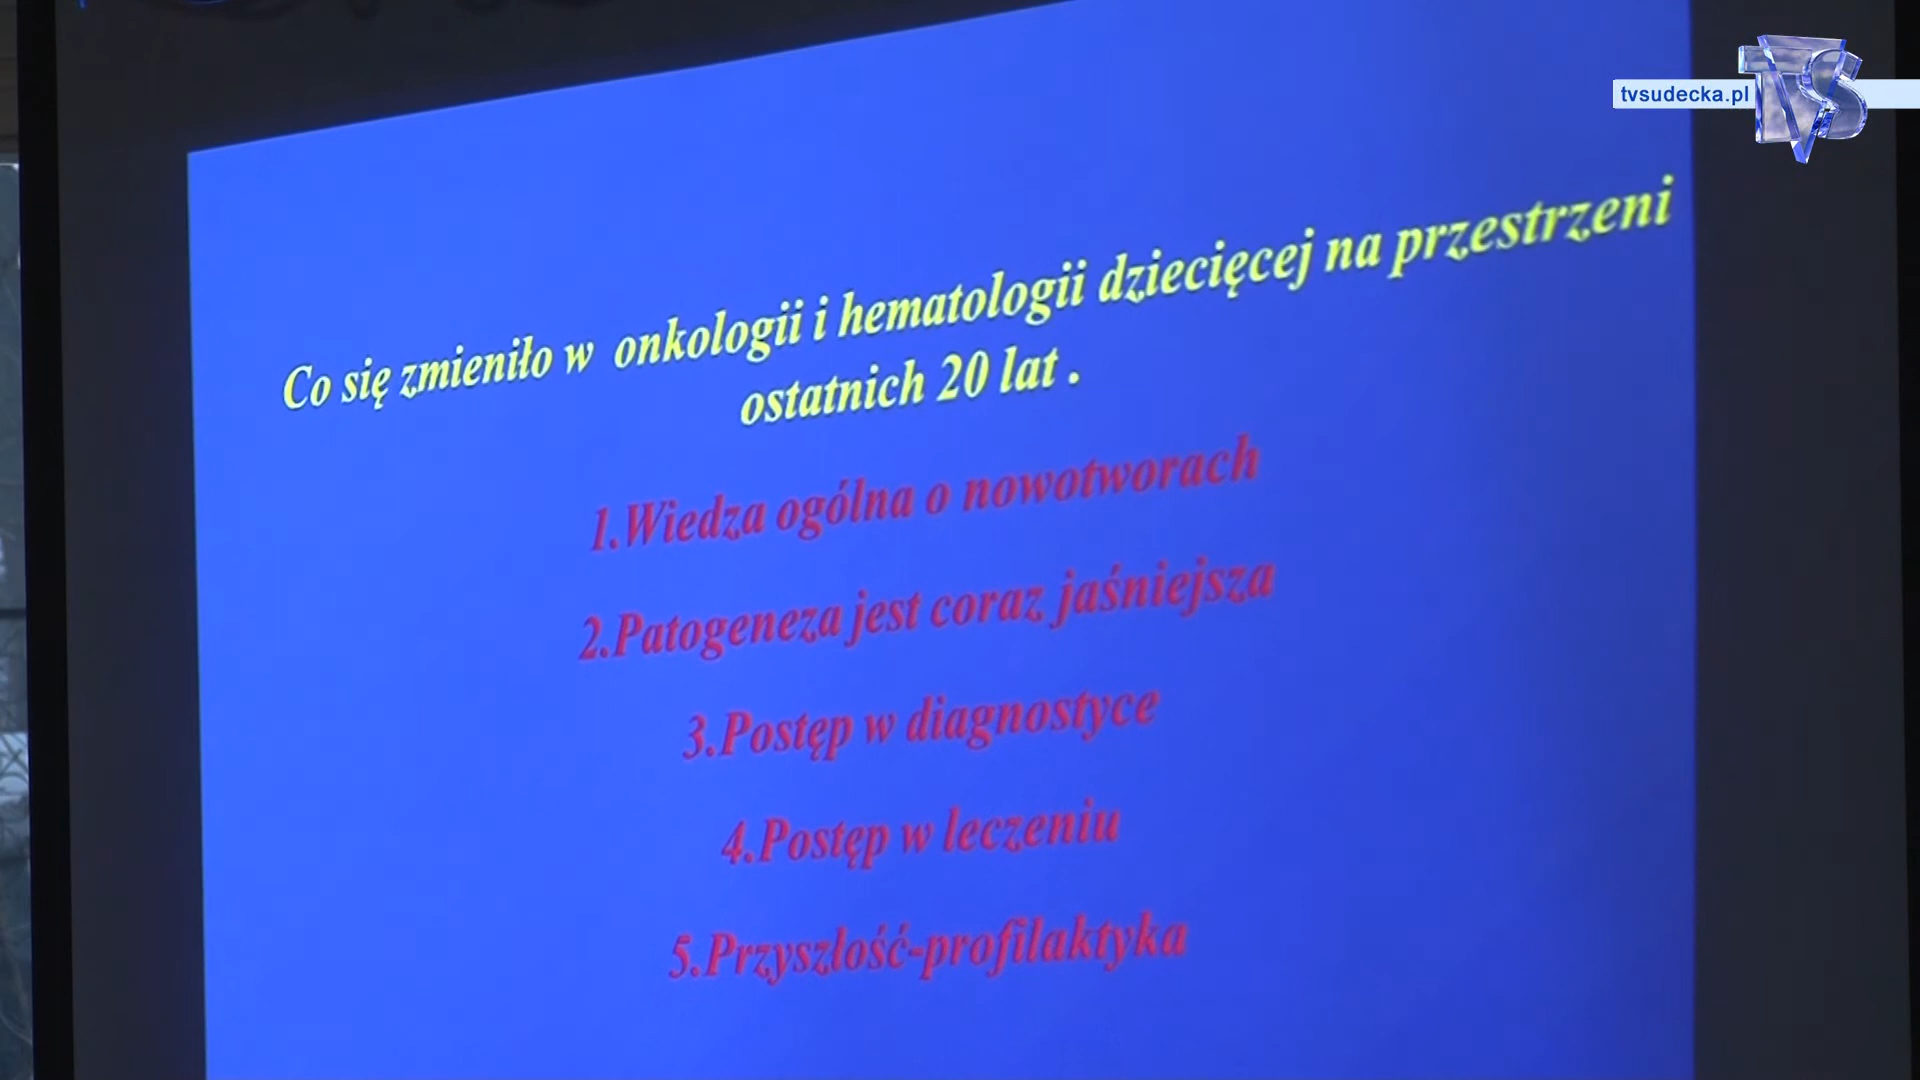 tvsudecka.pl
TVS
Co się zmieniło w onkologii i hematologii dziecięcej na przestrzeni
ostatnich 20 lat .
1.Wiedza ogólna o nowotworach
2.Patogeneza jest coraz jaśniejsza
3.Postęp w diagnostyce
4.Postęp w leczeniu
5.Przyszłość-profilaktyka